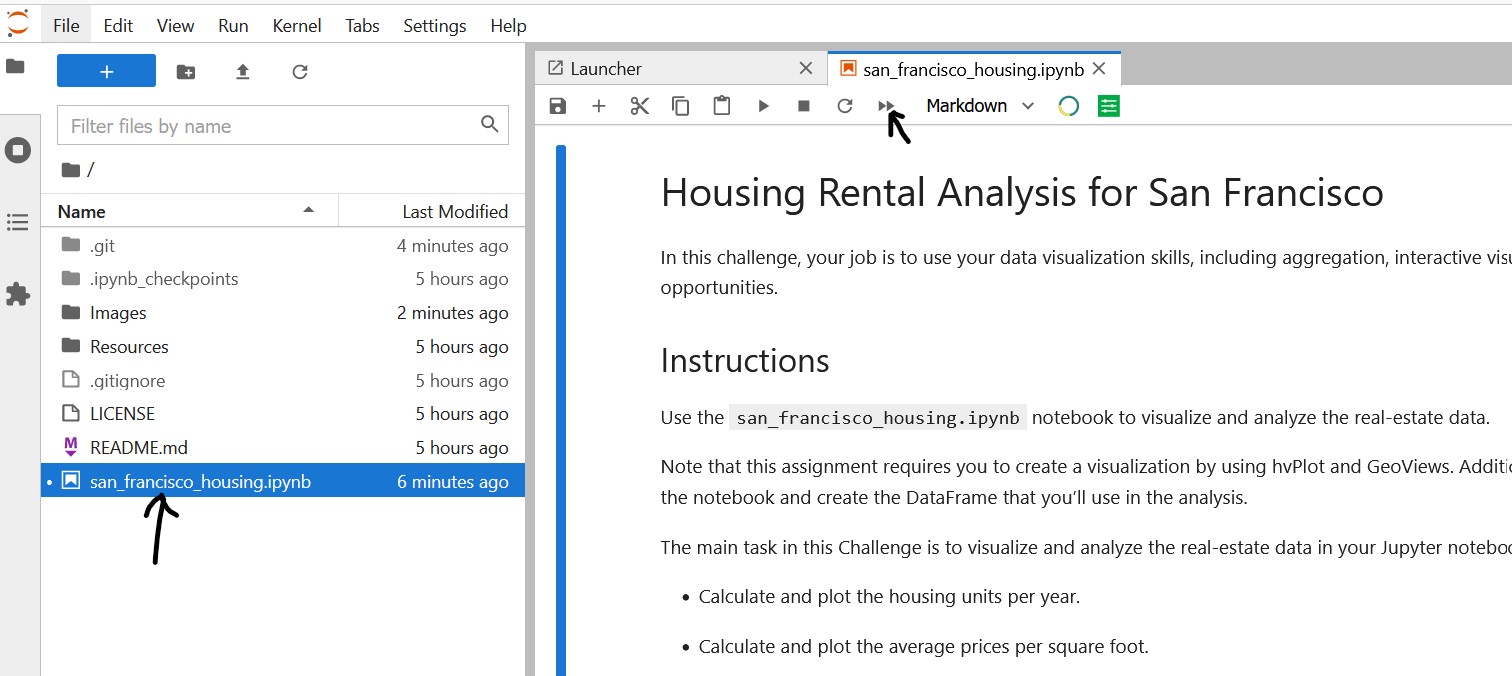 File Edit View Run Kernel Tabs Settings Help
Launcher
san_francisco_housing.ipynb
Filter files by name
Markdown
/
Name Last Modified
.git 4 minutes ago
.ipynb_checkpoints 5 hours ago
Images 2 minutes ago
Resources 5 hours ago
.gitignore 5 hours ago
LICENSE 5 hours ago
README.md 5 hours ago
san_francisco_housing.ipynb 6 minutes ago
Housing Rental Analysis for San Francisco
In this challenge, your job is to use your data visualization skills, including aggregation, interactive visu
opportunities.
Instructions
Use the san_francisco_housing.ipynb notebook to visualize and analyze the real-estate data.
Note that this assignment requires you to create a visualization by using hvPlot and GeoViews. Additio
the notebook and create the DataFrame that you’ll use in the analysis.
The main task in this Challenge is to visualize and analyze the real-estate data in your Jupyter noteboo
• Calculate and plot the housing units per year.
• Calculate and plot the average prices per square foot.